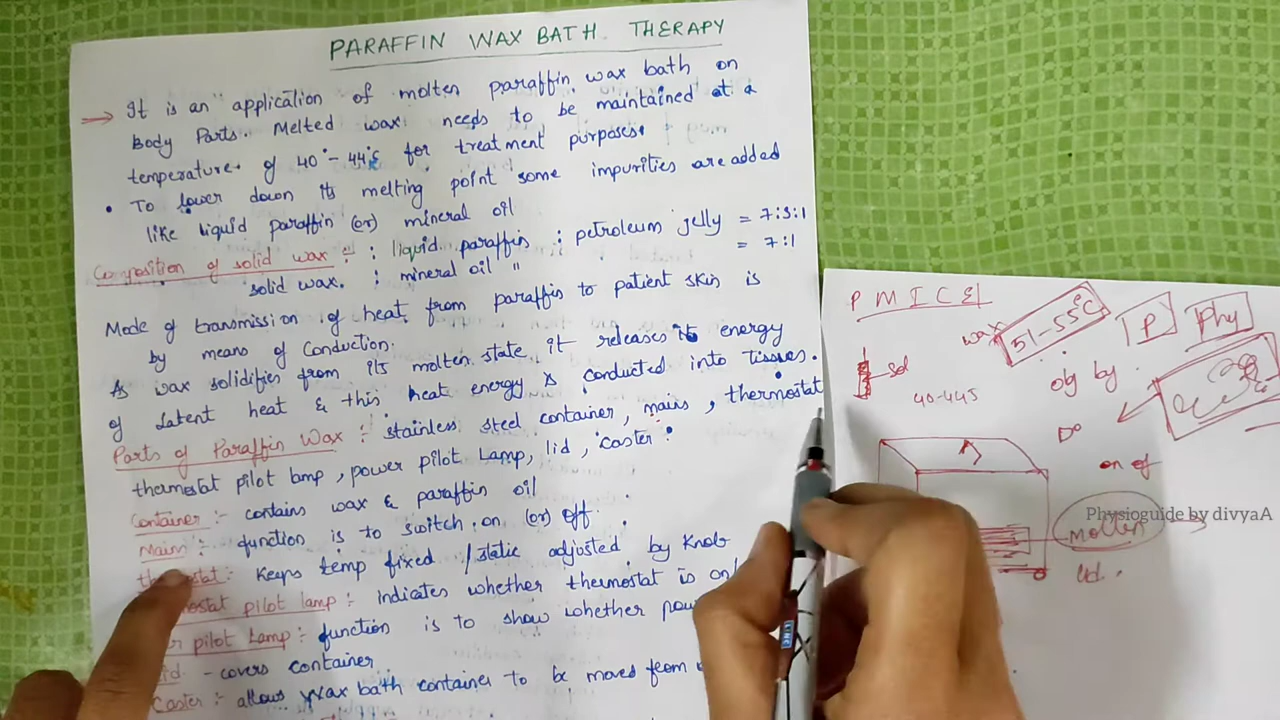 PARAFFIN WAX BATH. THERAPY
It is an application of molten paraffin wax bath on
body parts. Melted wax needs to be maintained at a
temperature of 40°-44°C for treatment purposes.
• To lower down its melting point some impurities are added
like liquid paraffin (or) mineral oil
Composition of solid wax :- : liquid paraffin : petroleum jelly = 7:3:1
solid wax : mineral oil " = 7:1
Mode of transmission of heat from paraffin to patient skin is
by means of Conduction.
As wax solidifies from its molten state it releases its energy
of Latent heat & this heat energy is conducted into tissues.
Parts of Paraffin Wax :- stainless steel container, mains, thermostat
thermostat pilot lamp, power pilot Lamp, lid, caster :
Container :- contains wax & paraffin oil
Main :- function is to switch on (or) off.
Keeps temp fixed / static adjusted by Knob
pilot lamp :- indicates whether thermostat is on/
pilot Lamp :- function is to show whether
- covers container
Caster :- allows wax bath container to be moved from
P M I C E
wax 51-55°C
P
Phy
sol
40-445
by
on of
molten
lid.
Physioguide by divyaA